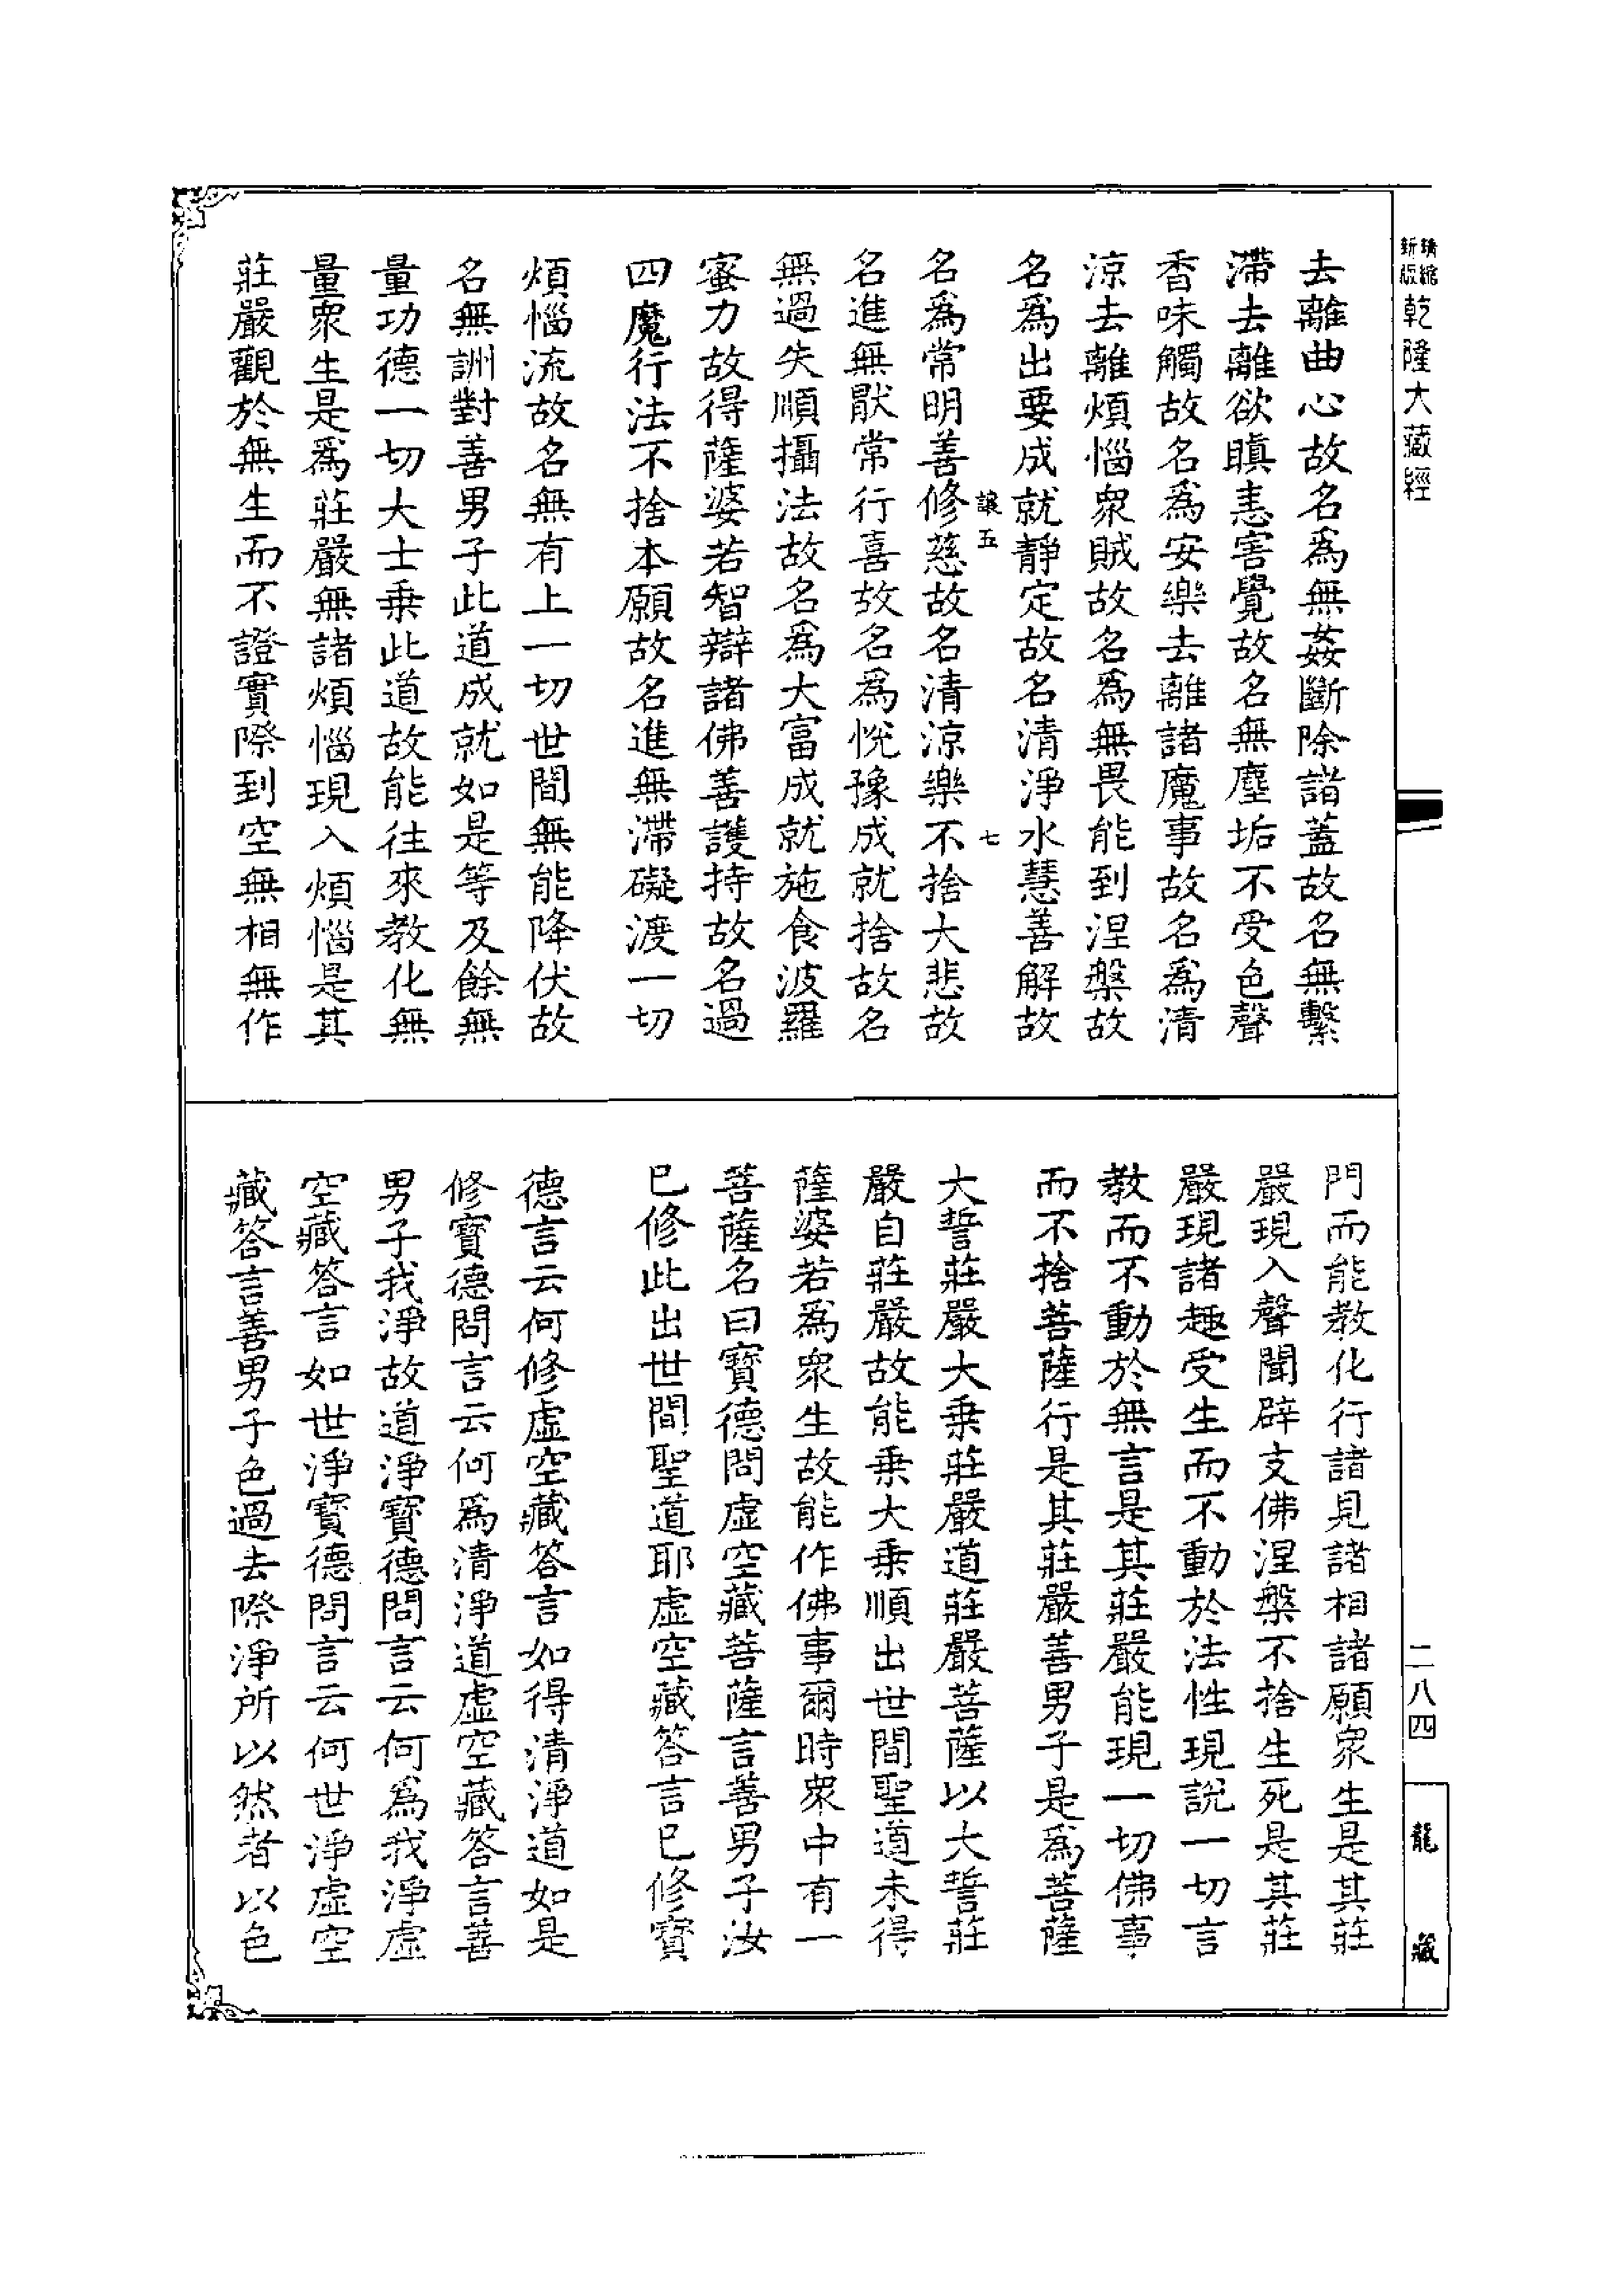 精縮
新版
乾隆大藏經
去離曲心故名爲無姦斷除諸蓋故名無繫
滯去離欲瞋恚害覺故名無塵垢不受色聲
香味觸故名爲安樂去離諸魔事故名爲清
涼去離煩惱衆賊故名爲無畏能到涅槃故
名爲出要成就靜定故名清淨水慧善解故
讓五
七
名爲常明善修慈故名清涼樂不捨大悲故
名進無猒常行喜故名爲悅豫成就捨故名
無過失順攝法故名爲大富成就施食波羅
蜜力故得薩婆若智辯諸佛善護持故名過
四魔行法不捨本願故名進無滯礙渡一切
煩惱流故名無有上一切世間無能降伏故
名無詶對善男子此道成就如是等及餘無
量功德一切大士乗此道故能往來教化無
量衆生是爲莊嚴無諸煩惱現入煩惱是其
莊嚴觀於無生而不證實際到空無相無作
門而能教化行諸見諸相諸願衆生是其莊
嚴現入聲聞辟支佛涅槃不捨生死是其莊
嚴現諸趣受生而不動於法性現説一切言
教而不動於無言是其莊嚴能現一切佛事
而不捨菩薩行是其莊嚴善男子是爲菩薩
大誓莊嚴大乗莊嚴道莊嚴菩薩以大誓莊
嚴自莊嚴故能乗大乗順出世間聖道未得
薩婆若爲衆生故能作佛事爾時衆中有一
菩薩名曰寶德問虛空藏菩薩言善男子汝
已修此出世間聖道耶虛空藏答言已修寶
德言云何修虛空藏答言如得清淨道如是
修寶德問言云何爲清淨道虛空藏答言善
男子我淨故道淨寶德問言云何爲我淨虛
空藏答言如世淨寶德問言云何世淨虛空
藏答言善男子色過去際淨所以然者以色
二八四
龍藏